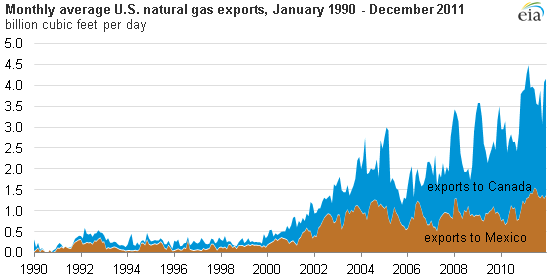 Monthly average U.S. natural gas exports, January 1990 - December 2011
billion cubic feet per day
eia
5.0
4.5
4.0
3.5
3.0
2.5
2.0
1.5
1.0
0.5
0.0
exports to Canada
exports to Mexico
1990 1992 1994 1996 1998 2000 2002 2004 2006 2008 2010